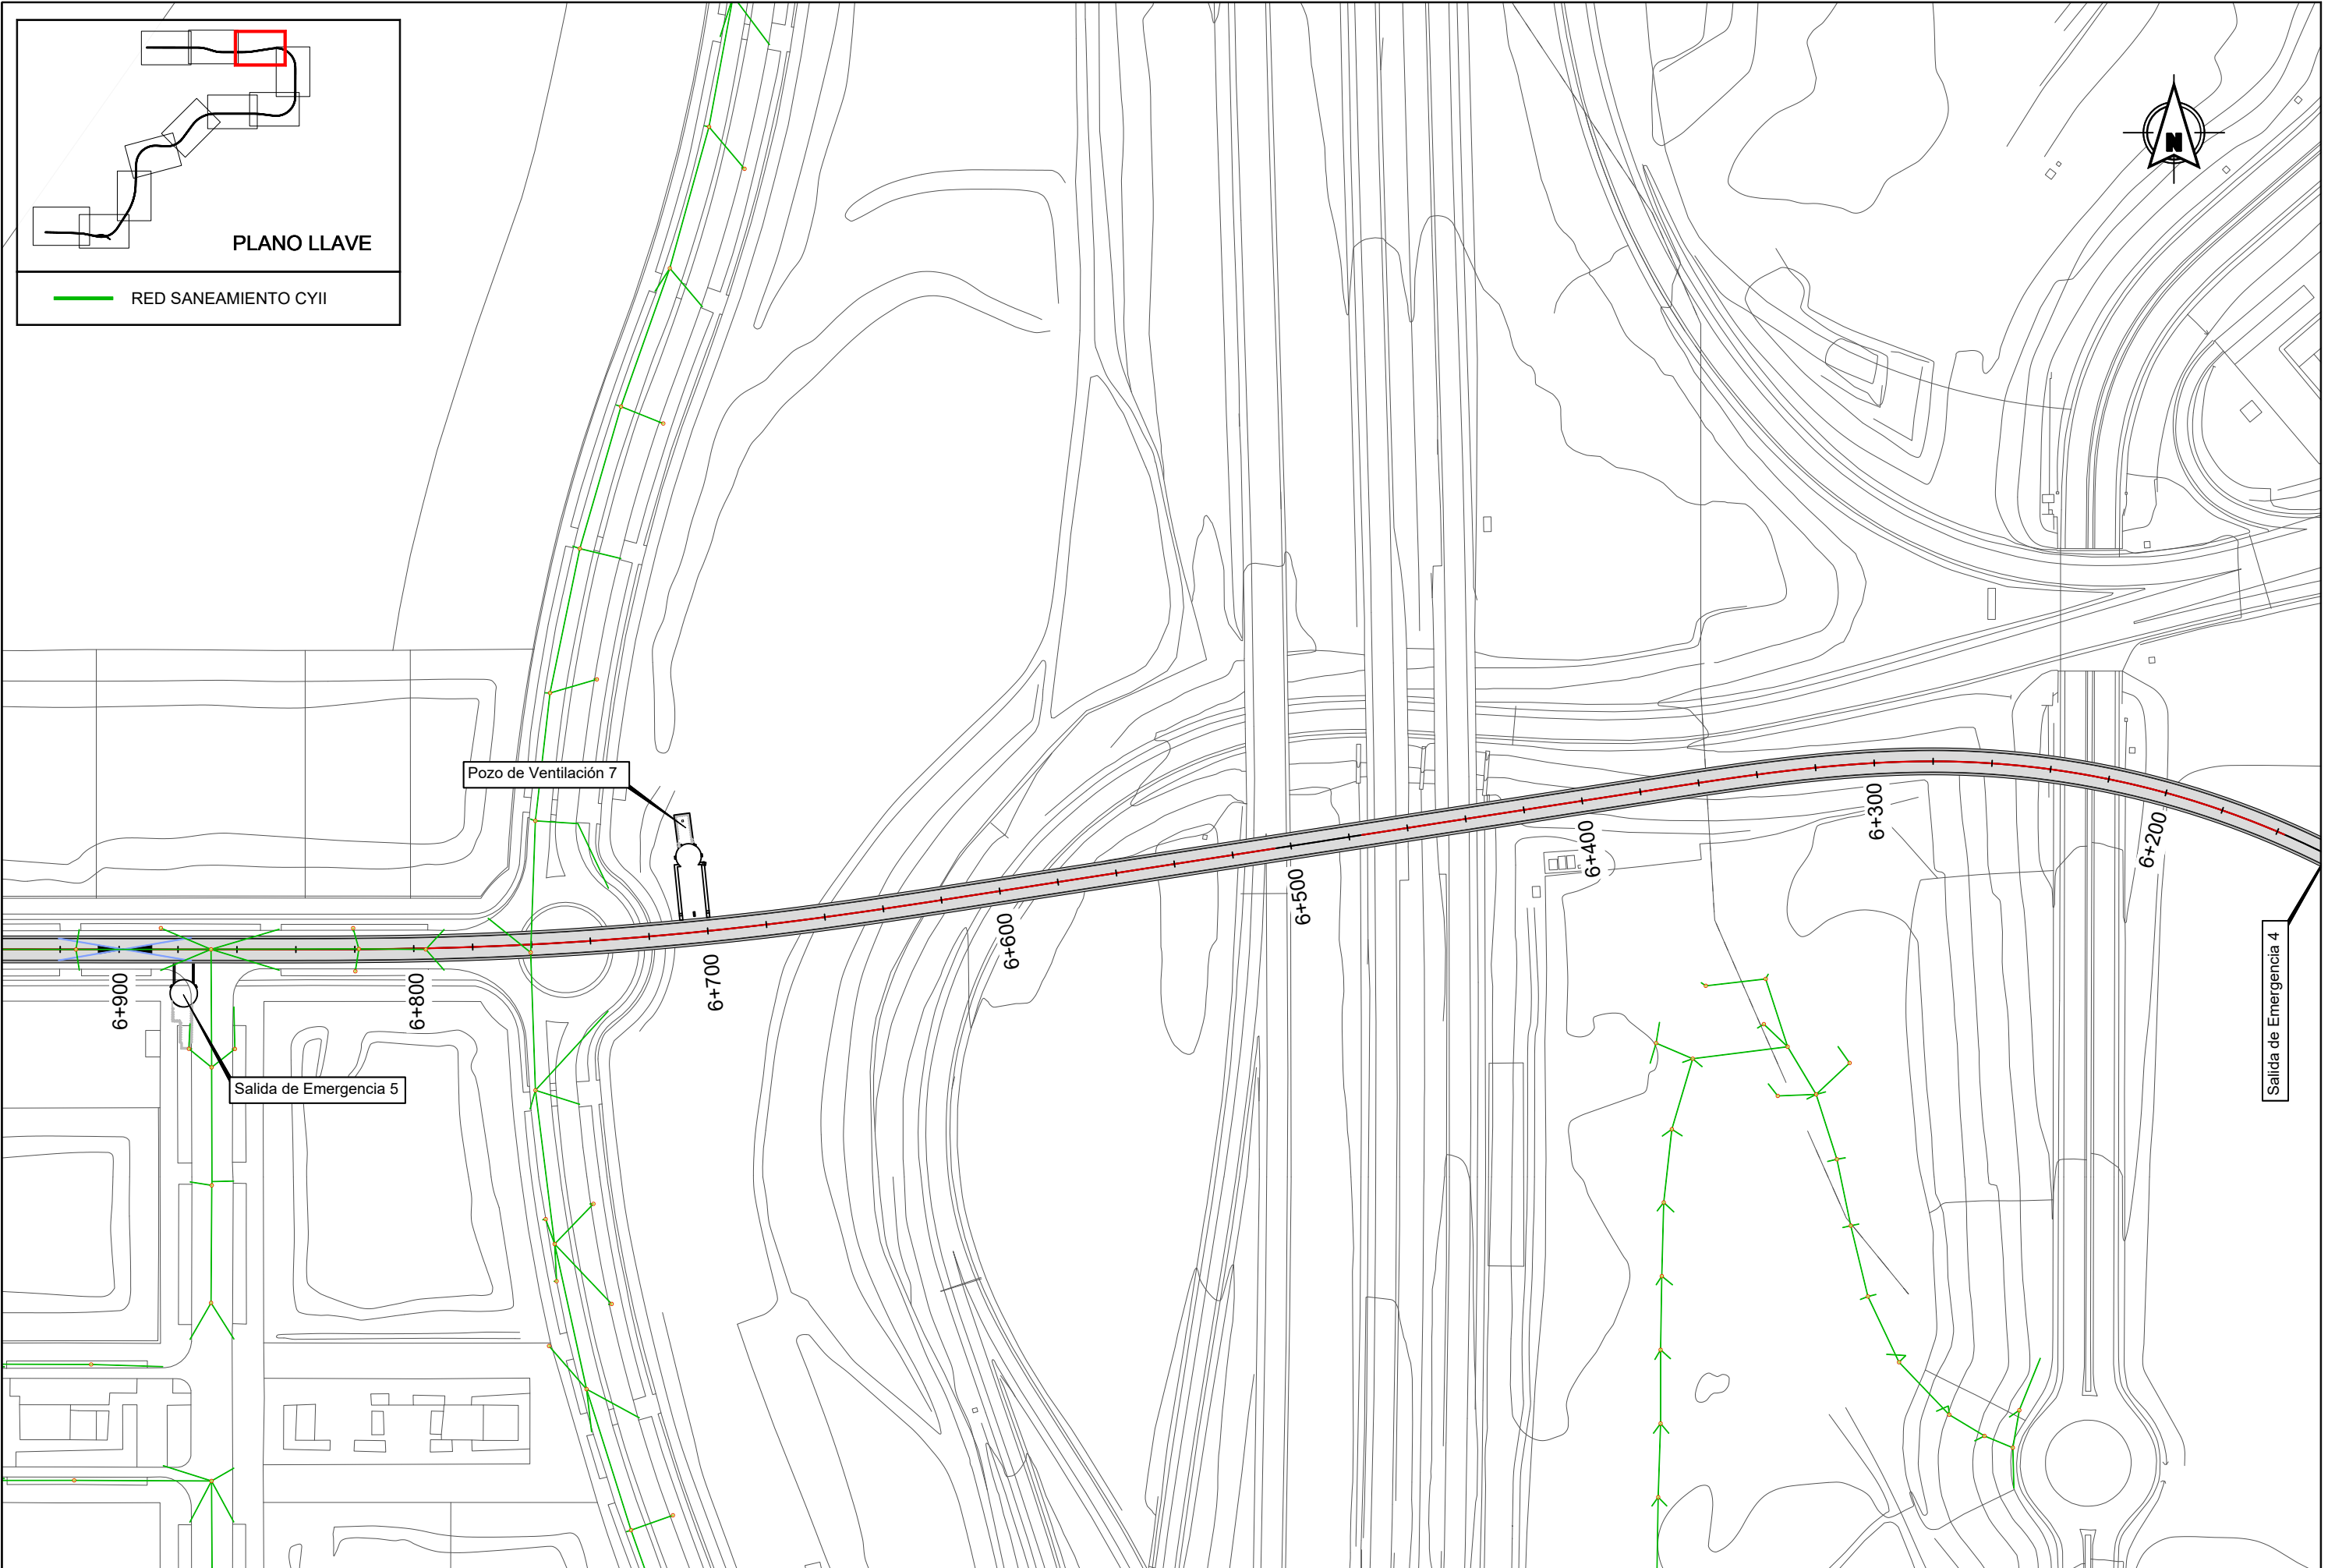 PLANO LLAVE
RED SANEAMIENTO CYII
N
Pozo de Ventilación 7
6+300
6+200
6+400
6+500
6+600
6+700
6+800
6+900
Salida de Emergencia 4
Salida de Emergencia 5